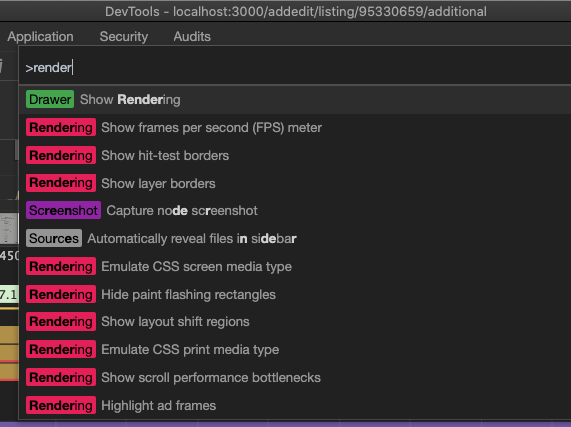 DevTools - localhost:3000/addedit/listing/95330659/additional
Application Security Audits
>render
Drawer Show Rendering
Rendering Show frames per second (FPS) meter
Rendering Show hit-test borders
Rendering Show layer borders
Screenshot Capture node screenshot
Sources Automatically reveal files in sidebar
450
Rendering Emulate CSS screen media type
7.1 Rendering Hide paint flashing rectangles
Rendering Show layout shift regions
Rendering Emulate CSS print media type
Rendering Show scroll performance bottlenecks
Rendering Highlight ad frames